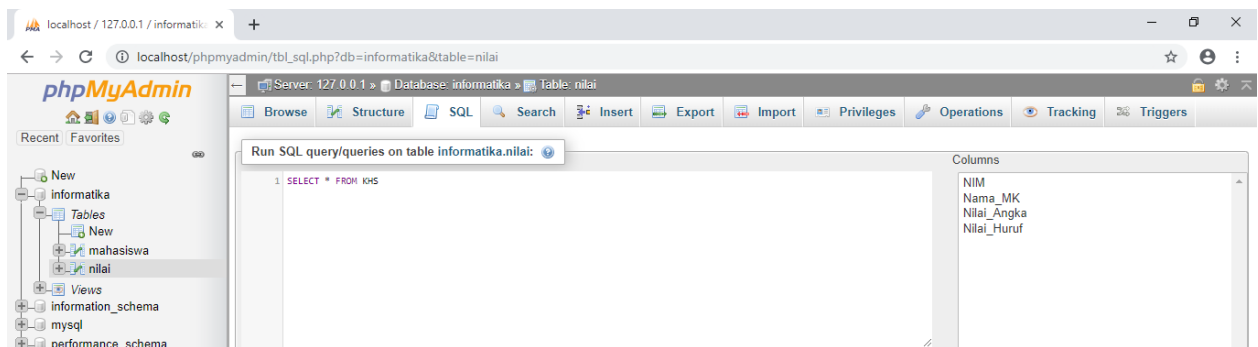 localhost / 127.0.0.1 / informatika
localhost/phpmyadmin/tbl_sql.php?db=informatika&table=nilai
phpMyAdmin
Recent Favorites
New
informatika
Tables
New
mahasiswa
nilai
Views
information_schema
mysql
performance_schema
Server: 127.0.0.1 » Database: informatika » Table: nilai
Browse Structure SQL Search Insert Export Import Privileges Operations Tracking Triggers
Run SQL query/queries on table informatika.nilai:
1 SELECT * FROM KHS
Columns
NIM
Nama_MK
Nilai_Angka
Nilai_Huruf